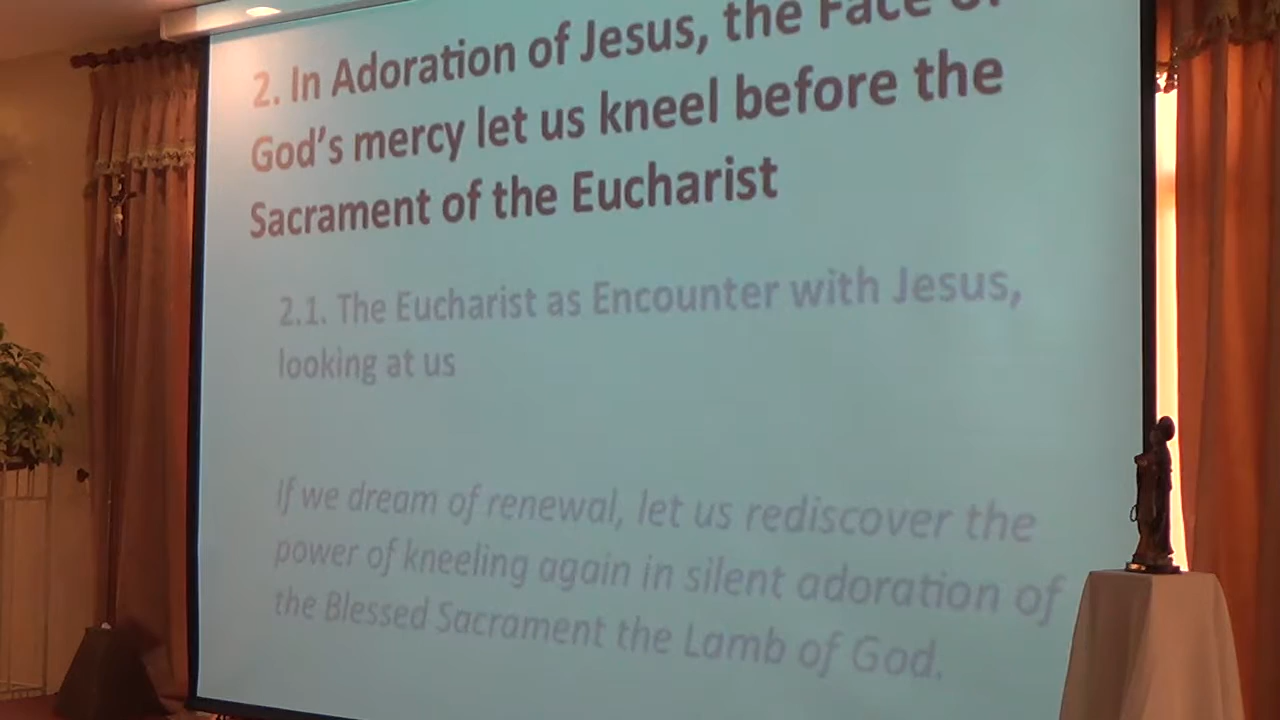 2. In Adoration of Jesus, the Face of
God's mercy let us kneel before the
Sacrament of the Eucharist
2.1. The Eucharist as Encounter with Jesus,
looking at us
If we dream of renewal, let us rediscover the
power of kneeling again in silent adoration of
the Blessed Sacrament the Lamb of God.